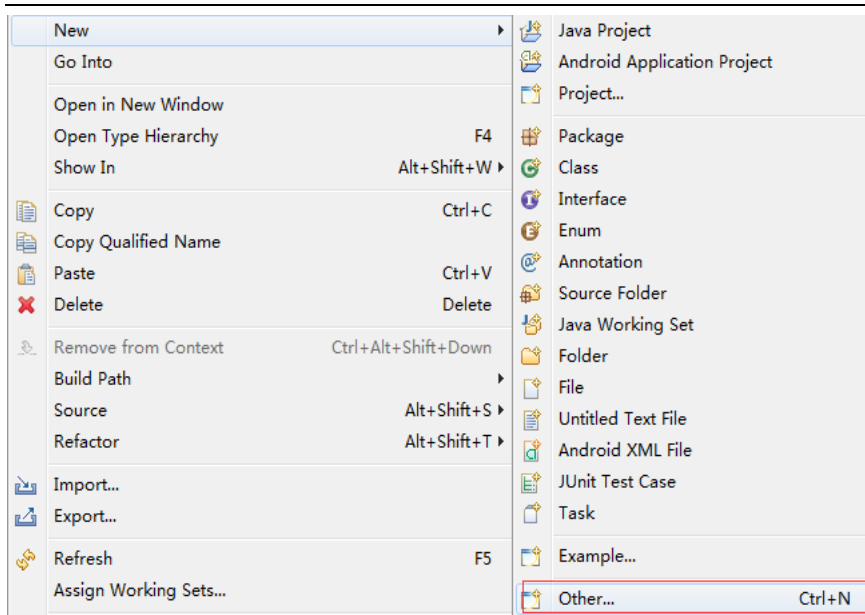 New
Go Into
Open in New Window
Open Type Hierarchy F4
Show In Alt+Shift+W
Copy Ctrl+C
Copy Qualified Name
Paste Ctrl+V
Delete Delete
Remove from Context Ctrl+Alt+Shift+Down
Build Path
Source Alt+Shift+S
Refactor Alt+Shift+T
Import...
Export...
Refresh F5
Assign Working Sets...
Java Project
Android Application Project
Project...
Package
Class
Interface
Enum
Annotation
Source Folder
Java Working Set
Folder
File
Untitled Text File
Android XML File
JUnit Test Case
Task
Example...
Other... Ctrl+N